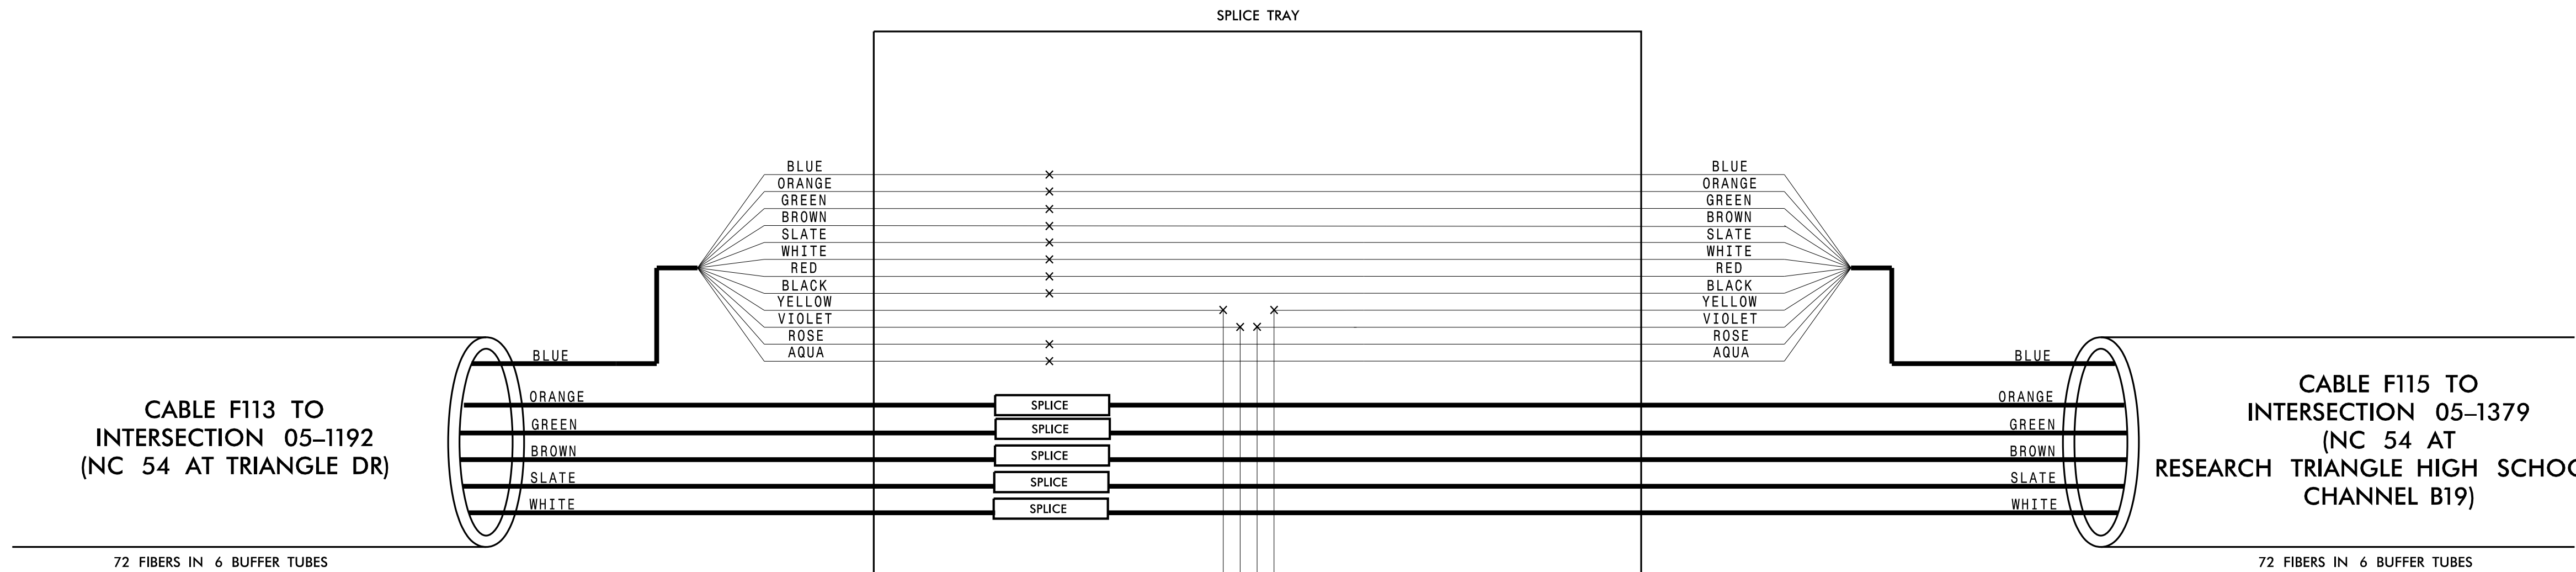 SPLICE TRAY
BLUE
ORANGE
GREEN
BROWN
SLATE
WHITE
RED
BLACK
YELLOW
VIOLET
ROSE
AQUA
BLUE
ORANGE
GREEN
BROWN
SLATE
WHITE
RED
BLACK
YELLOW
VIOLET
ROSE
AQUA
CABLE F113 TO
INTERSECTION 05–1192
(NC 54 AT TRIANGLE DR)
72 FIBERS IN 6 BUFFER TUBES
BLUE
ORANGE
GREEN
BROWN
SLATE
WHITE
SPLICE
SPLICE
SPLICE
SPLICE
SPLICE
BLUE
ORANGE
GREEN
BROWN
SLATE
WHITE
CABLE F115 TO
INTERSECTION 05–1379
(NC 54 AT
RESEARCH TRIANGLE HIGH
CHANNEL B19)
72 FIBERS IN 6 BUFFER TUBES